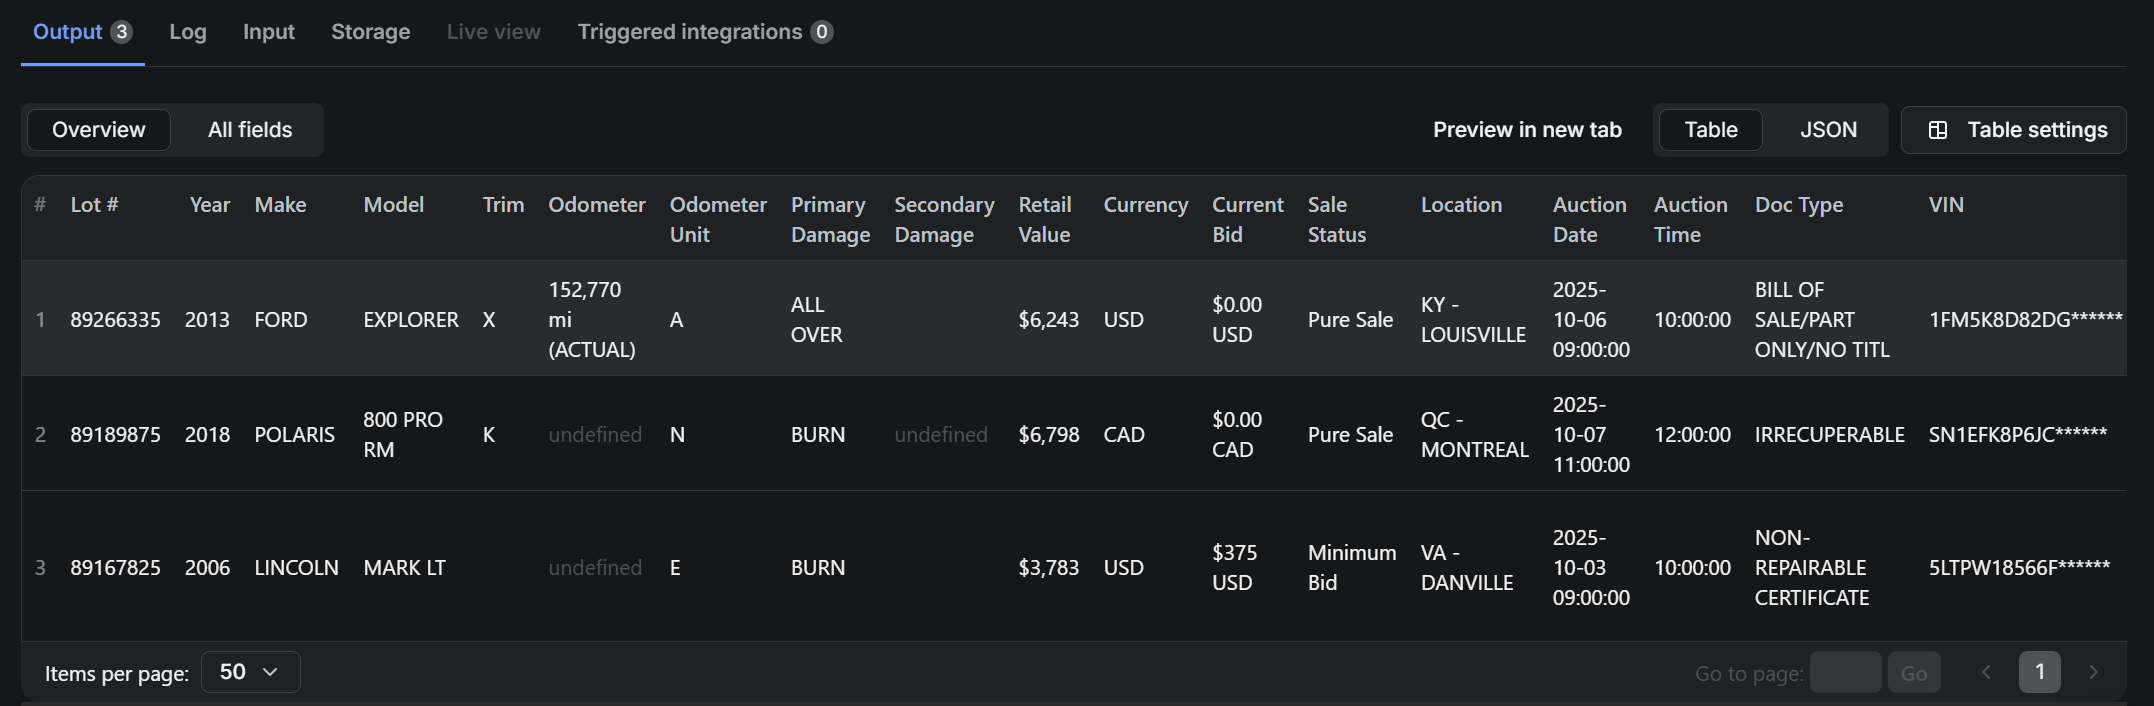 Output 3 Log Input Storage Live view Triggered integrations 0
Overview All fields Preview in new tab Table JSON Table settings
# Lot # Year Make Model Trim Odometer Odometer Unit Primary Damage Secondary Damage Retail Value Currency Current Bid Sale Status Location Auction Date Auction Time Doc Type VIN
1 89266335 2013 FORD EXPLORER X 152,770 mi (ACTUAL) A ALL OVER $6,243 USD $0.00 USD Pure Sale KY - LOUISVILLE 2025-10-06 09:00:00 10:00:00 BILL OF SALE/PART ONLY/NO TITL 1FM5K8D82DG******
2 89189875 2018 POLARIS 800 PRO RM K undefined N BURN undefined $6,798 CAD $0.00 CAD Pure Sale QC - MONTREAL 2025-10-07 11:00:00 12:00:00 IRRECUPERABLE SN1EFK8P6JC******
3 89167825 2006 LINCOLN MARK LT undefined E BURN $3,783 USD $375 USD Minimum Bid VA - DANVILLE 2025-10-03 09:00:00 10:00:00 NON-REPAIRABLE CERTIFICATE 5LTPW18566F******
Items per page: 50 Go to page: Go 1